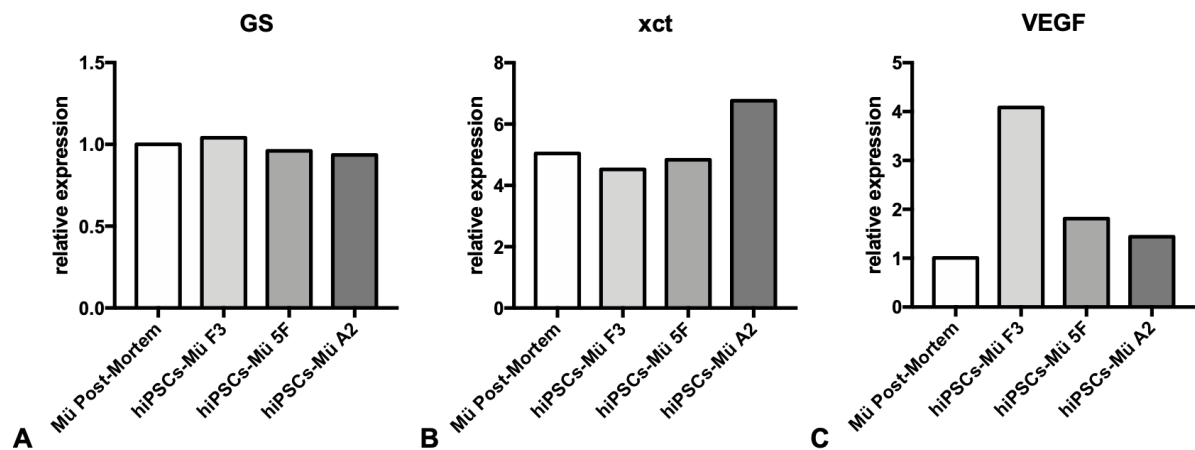 GS
relative expression
1.5
1.0
0.5
0.0
Mü Post-Mortem
hiPSCs-Mü F3
hiPSCs-Mü 5F
hiPSCs-Mü A2
A
xct
relative expression
8
6
4
2
0
Mü Post-Mortem
hiPSCs-Mü F3
hiPSCs-Mü 5F
hiPSCs-Mü A2
B
VEGF
relative expression
5
4
3
2
1
0
Mü Post-Mortem
hiPSCs-Mü F3
hiPSCs-Mü 5F
hiPSCs-Mü A2
C